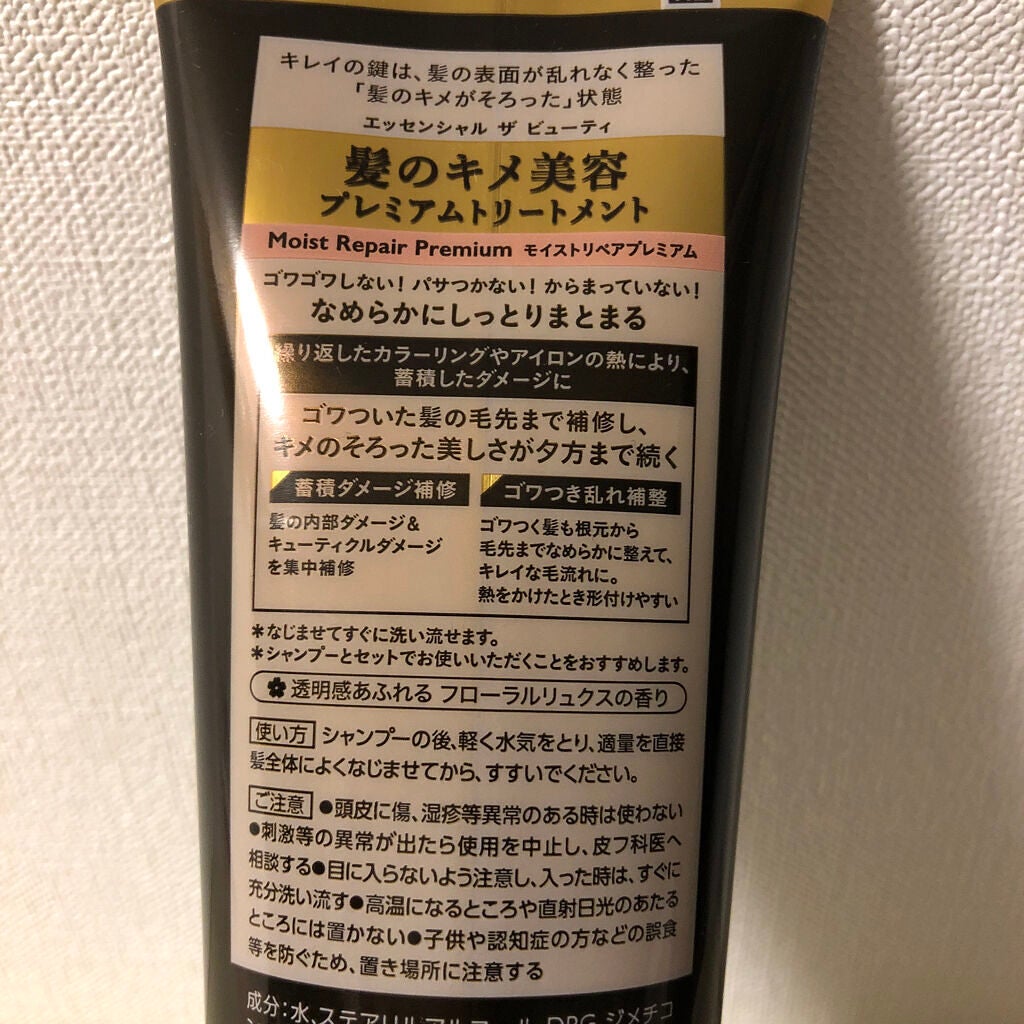 キレイの鍵は、髪の表面が乱れなく整った
「髪のキメがそろった」状態
エッセンシャル ザ ビューティ
髪のキメ美容
プレミアムトリートメント
Moist Repair Premium モイストリペアプレミアム
ゴワゴワしない！パサつかない！からまっていない！
なめらかにしっとりまとまる
繰り返したカラーリングやアイロンの熱により、
蓄積したダメージに
ゴワついた髪の毛先まで補修し、
キメのそろった美しさが夕方まで続く
蓄積ダメージ補修
髪の内部ダメージ&
キューティクルダメージ
を集中補修
ゴワつき乱れ補整
ゴワつく髪も根元から
毛先までなめらかに整えて、
キレイな毛流れに。
熱をかけたとき形付けやすい
＊なじませてすぐに洗い流せます。
＊シャンプーとセットでお使いいただくことをおすすめします。
透明感あふれる フローラルリュクスの香り
使い方 シャンプーの後、軽く水気をとり、適量を直接
髪全体によくなじませてから、すすいでください。
ご注意 ●頭皮に傷、湿疹等異常のある時は使わない
●刺激等の異常が出たら使用を中止し、皮フ科医へ
相談する●目に入らないよう注意し、入った時は、すぐに
充分洗い流す●高温になるところや直射日光のあたる
ところには置かない●子供や認知症の方などの誤食
等を防ぐため、置き場所に注意する
成分：水、ステアリルアルコール、DPG、ジメチコ